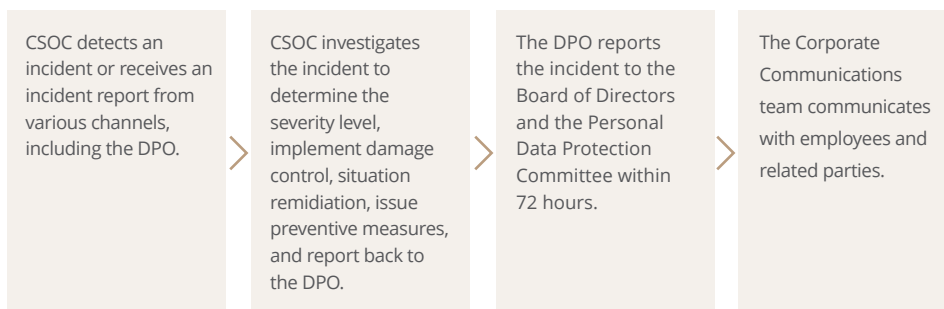 CSOC detects an
incident or receives an
incident report from
various channels,
including the DPO.
CSOC investigates
the incident to
determine the
severity level,
implement damage
control, situation
remidiation, issue
preventive measures,
and report back to
the DPO.
The DPO reports
the incident to the
Board of Directors
and the Personal
Data Protection
Committee within
72 hours.
The Corporate
Communications
team communicates
with employees and
related parties.